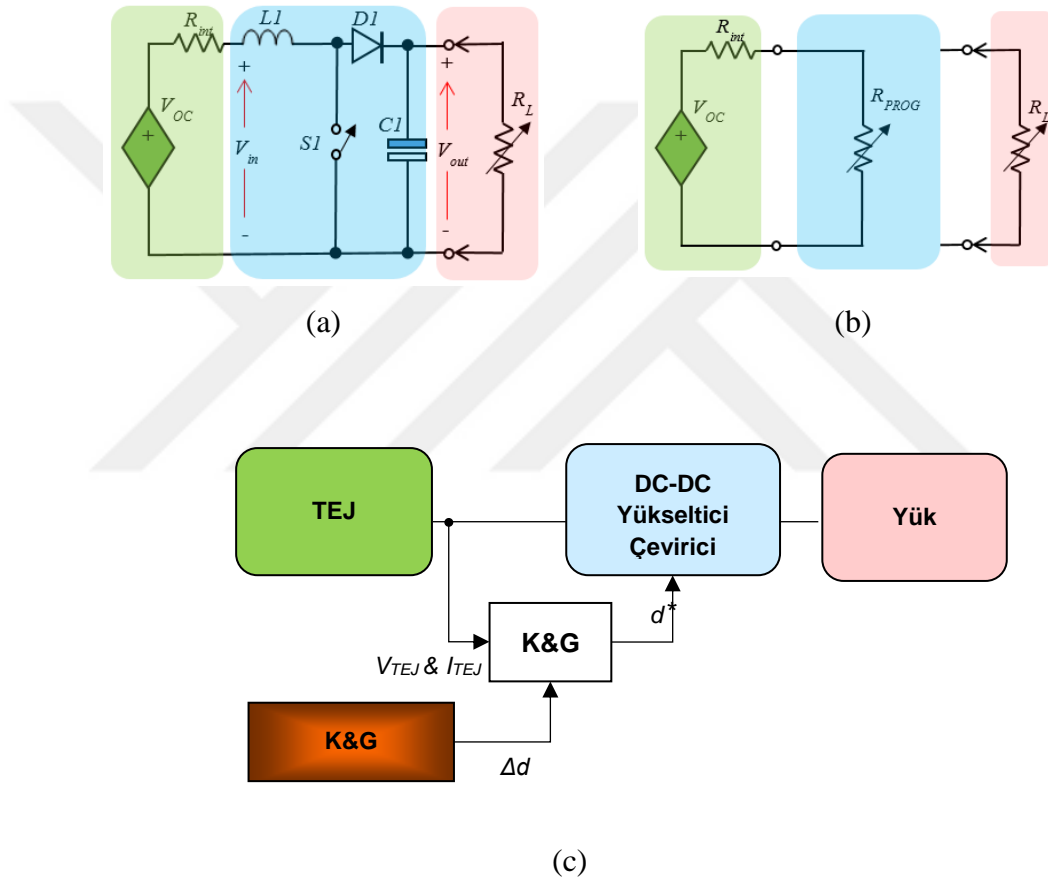 R_int L1 D1
V_OC
+
+
+
V_in
S1
C1
V_out
R_L
-
-
(a)
R_int
V_OC
+
R_PROG
R_L
(b)
TEJ
DC-DC
Yükseltici
Çevirici
Yük
K&G
d*
V_TEJ & I_TEJ
K&G
Δd
(c)